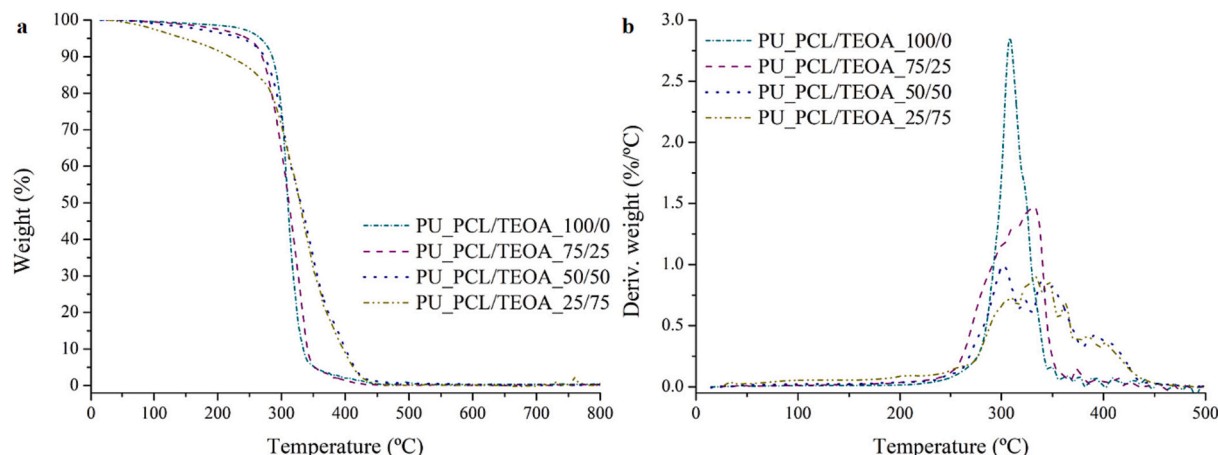 a
100
90
80
70
60
50
40
30
20
10
0
Weight (%)
PU_PCL/TEOA_100/0
PU_PCL/TEOA_75/25
PU_PCL/TEOA_50/50
PU_PCL/TEOA_25/75
0 100 200 300 400 500 600 700 800
Temperature (ºC)
b
3.0
2.5
2.0
1.5
1.0
0.5
0.0
Deriv. weight (%/ºC)
PU_PCL/TEOA_100/0
PU_PCL/TEOA_75/25
PU_PCL/TEOA_50/50
PU_PCL/TEOA_25/75
0 100 200 300 400 500
Temperature (ºC)